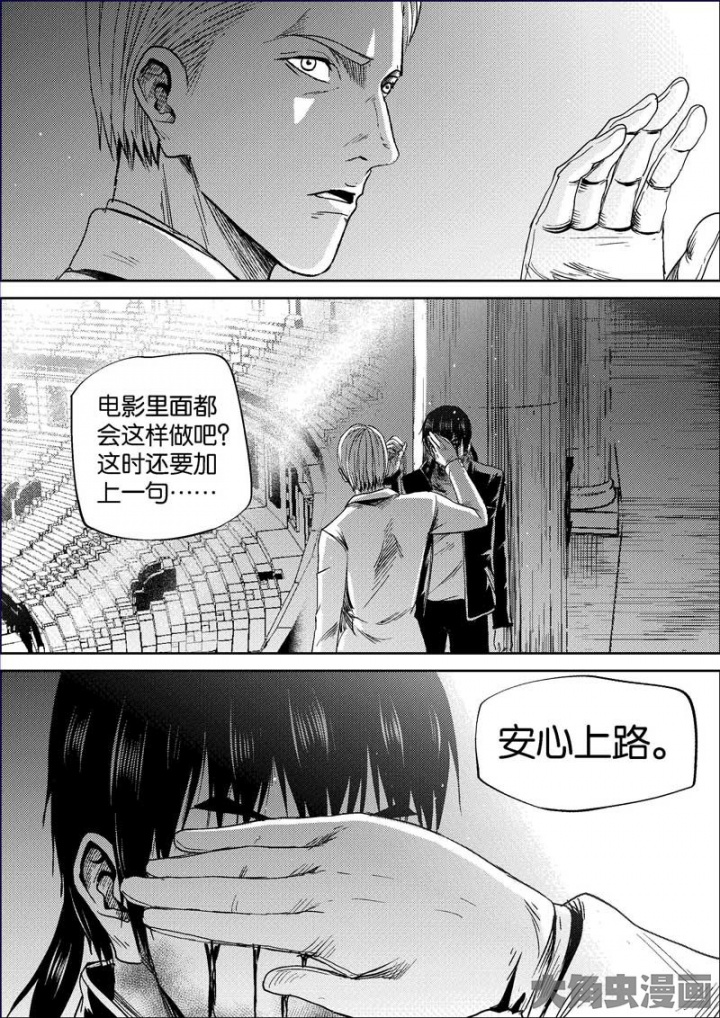 电影里面都
会这样做吧？
这时还要加
上一句……
安心上路。
大角虫漫画